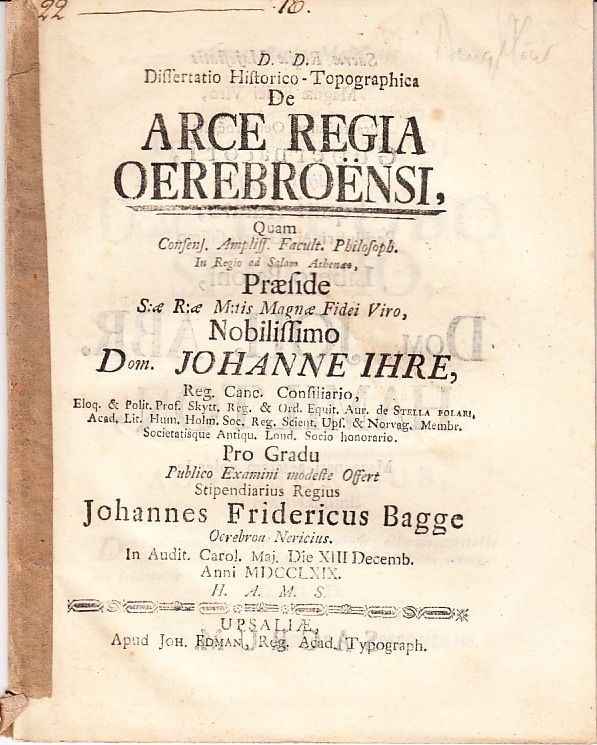 22
10.
D. D.
Diſſertatio Hiſtorico-Topographica
De
ARCE REGIA
OEREBROËNSI,
Quam
Conſenſ. Ampliſſ. Facult. Philoſoph.
In Regio ad Salam Athenæo,
Præſide
S:æ R:æ M:tis Magnæ Fidei Viro,
Nobiliſſimo
Dom. JOHANNE IHRE,
Reg. Canc. Conſiliario,
Eloq. & Polit. Prof. Skytt. Reg. & Ord. Equit. Aur. de STELLA POLARI,
Acad. Lit. Hum. Holm. Soc. Reg. Scient. Upſ. & Norvag. Membr.
Societatisque Antiqu. Lond. Socio honorario.
Pro Gradu
Publico Examini modeſte Offert
Stipendiarius Regius
Johannes Fridericus Bagge
Oerebroa-Nericius.
In Audit. Carol. Maj. Die XIII Decemb.
Anni MDCCLXIX.
H. A. M. S.
UPSALIÆ,
Apud JOH. EDMAN, Reg. Acad. Typograph.